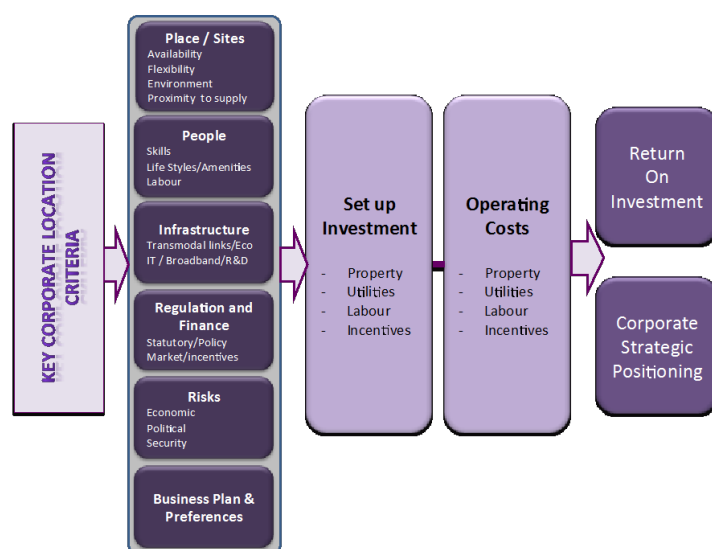 KEY CORPORATE LOCATION
CRITERIA
Place / Sites
Availability
Flexibility
Environment
Proximity to supply
People
Skills
Life Styles/Amenities
Labour
Infrastructure
Transmodal links/Eco
IT / Broadband/R&D
Regulation and
Finance
Statutory/Policy
Market/incentives
Risks
Economic
Political
Security
Business Plan &
Preferences
Set up
Investment
- Property
- Utilities
- Labour
- Incentives
Operating
Costs
- Property
- Utilities
- Labour
- Incentives
Return
On
Investment
Corporate
Strategic
Positioning